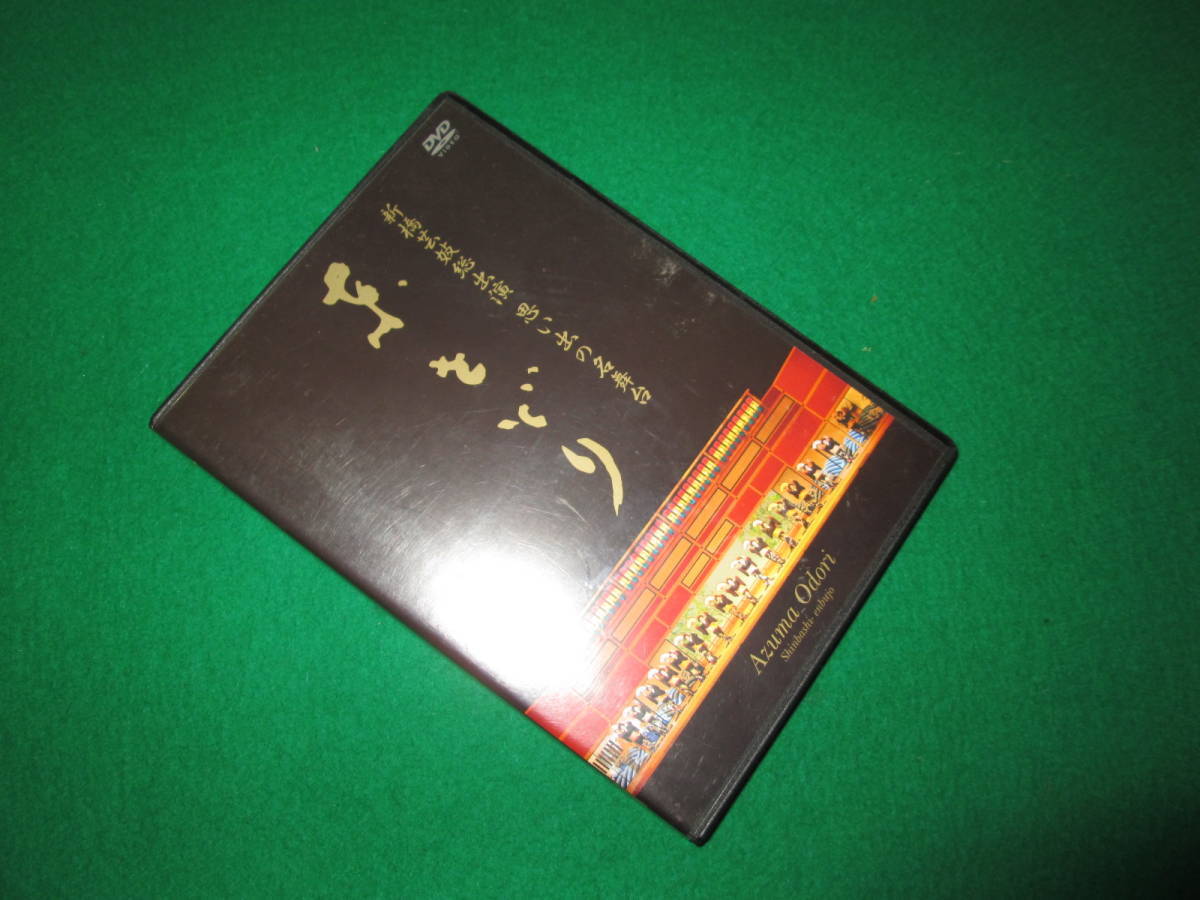 DVD
VIDEO
新橋芸妓総出演 思い出の名舞台
東をどり
Azuma Odori
Shinbashi-enbujo